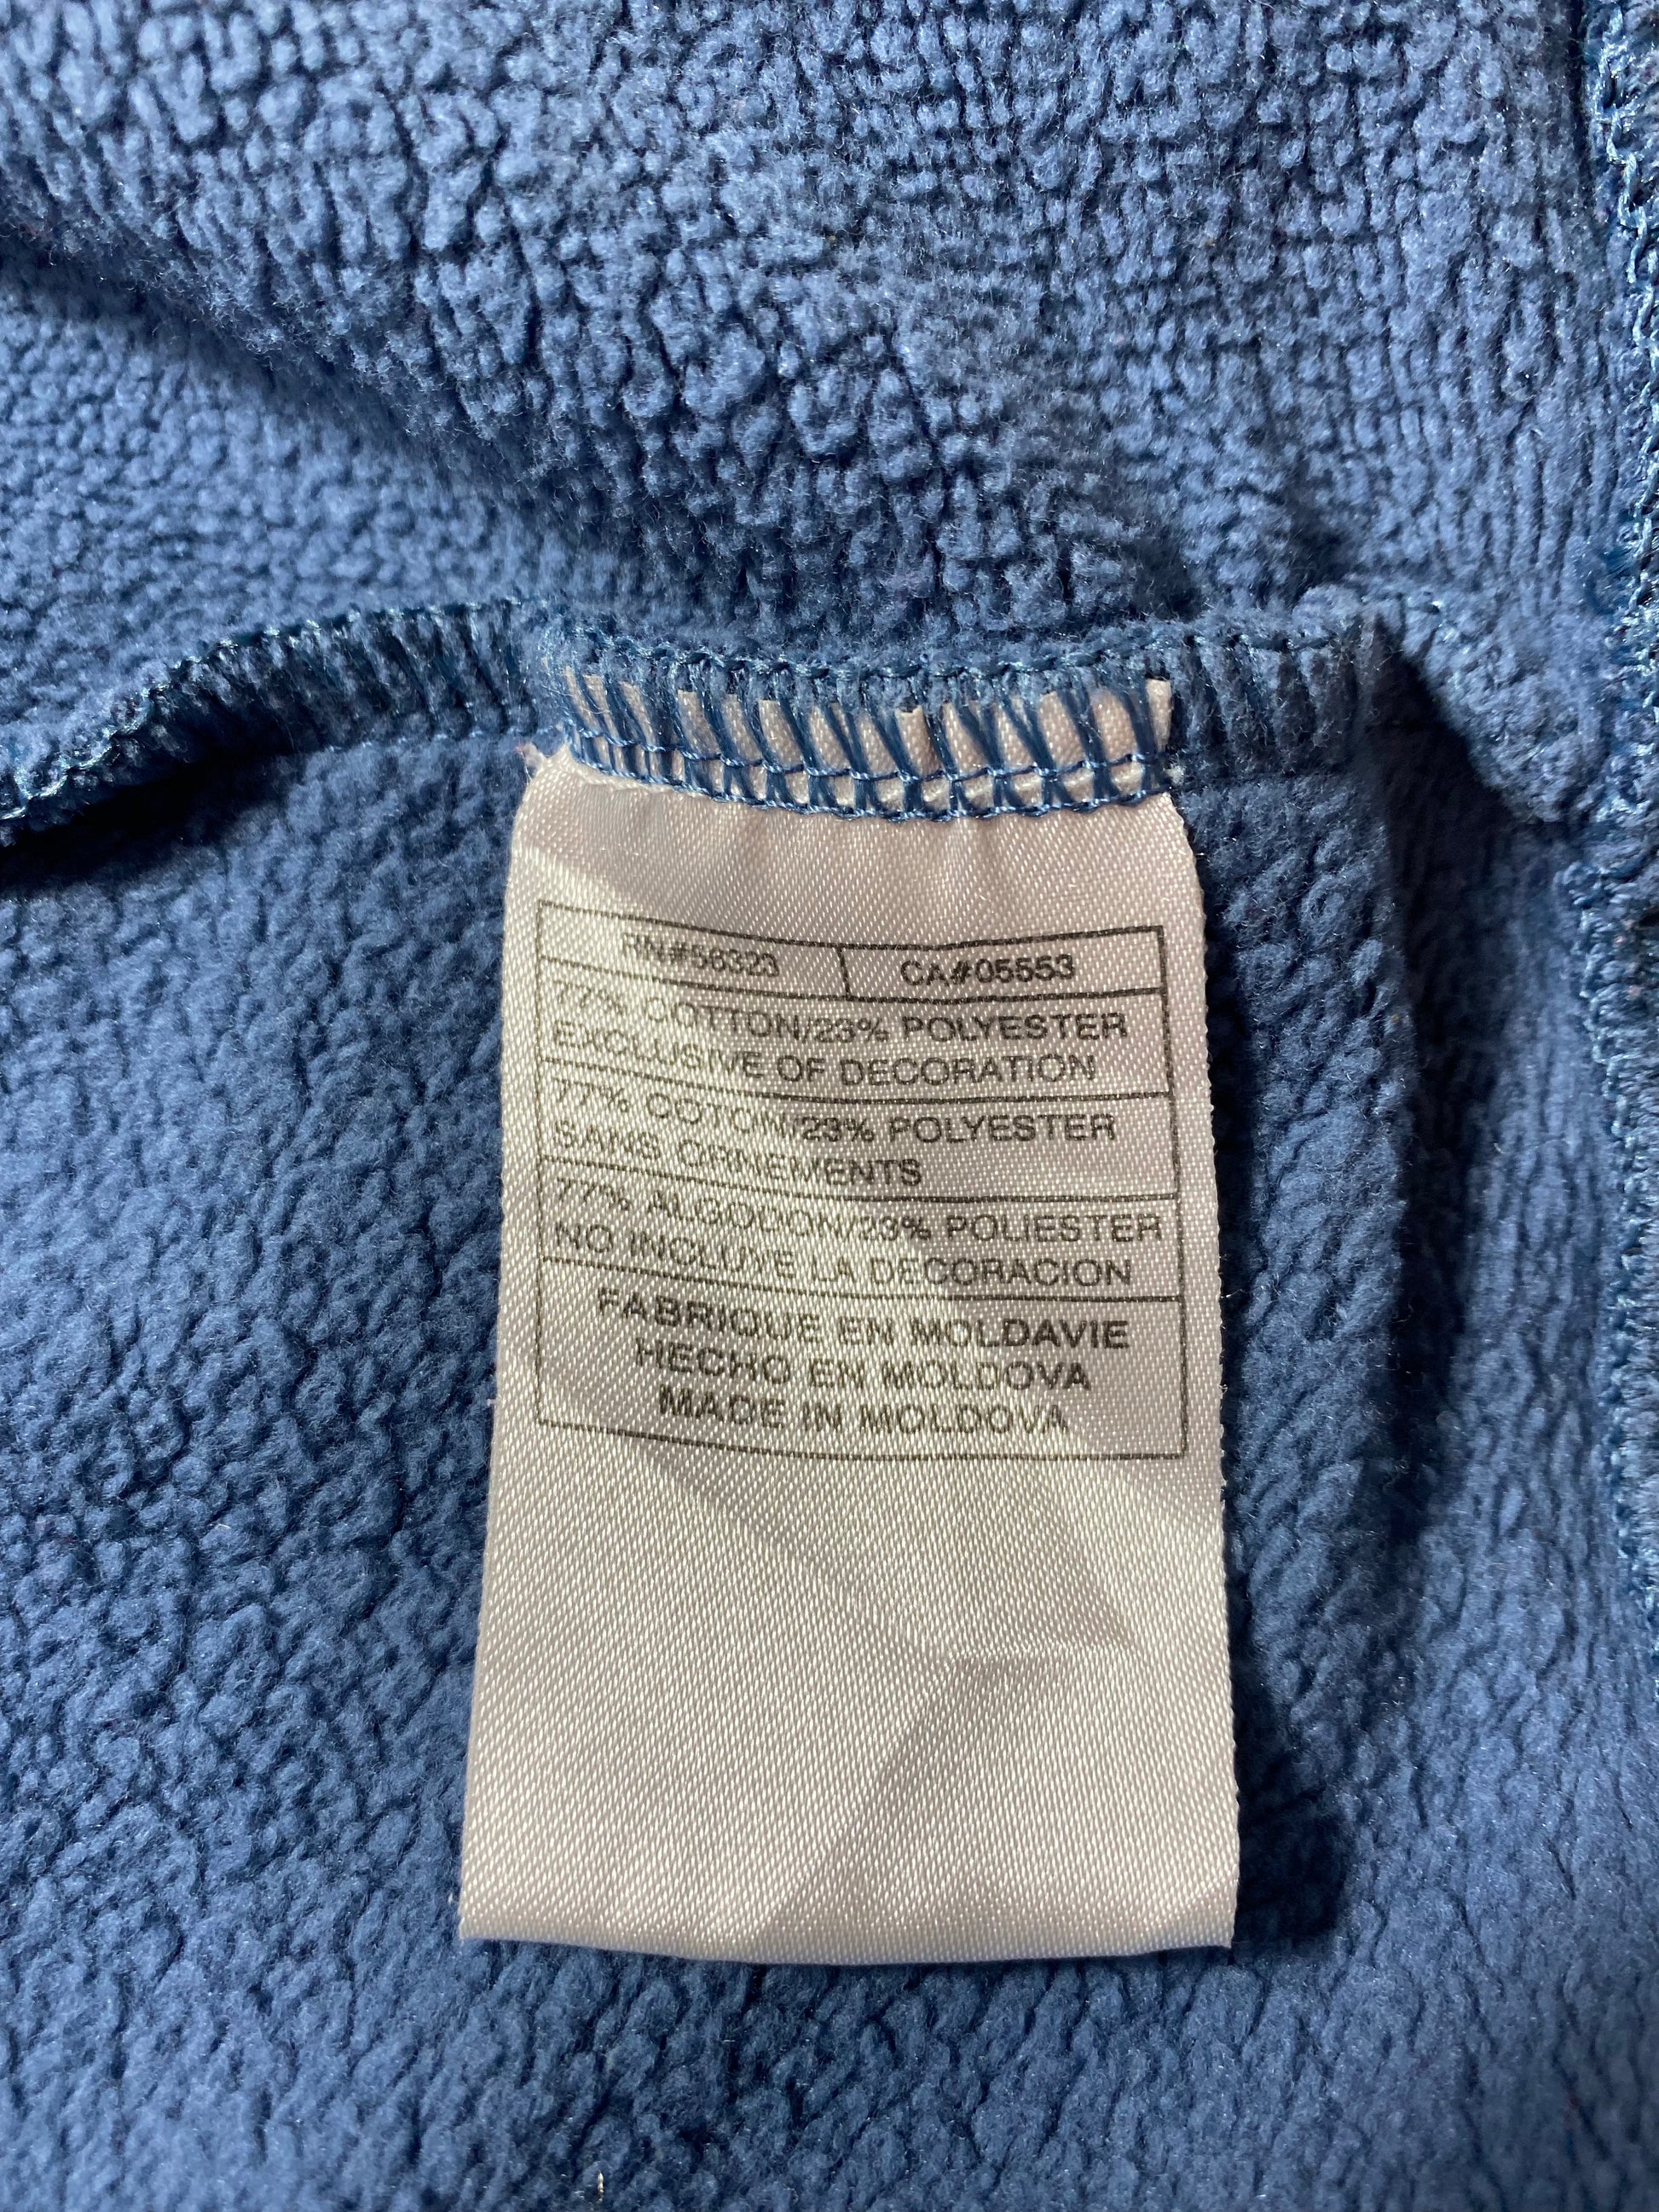 RN#56323 CA#05553
77% COTTON/23% POLYESTER
EXCLUSIVE OF DECORATION
77% COTON/23% POLYESTER
SANS ORNEMENTS
77% ALGODON/23% POLIESTER
NO INCLUYE LA DECORACION
FABRIQUE EN MOLDAVIE
HECHO EN MOLDOVA
MADE IN MOLDOVA